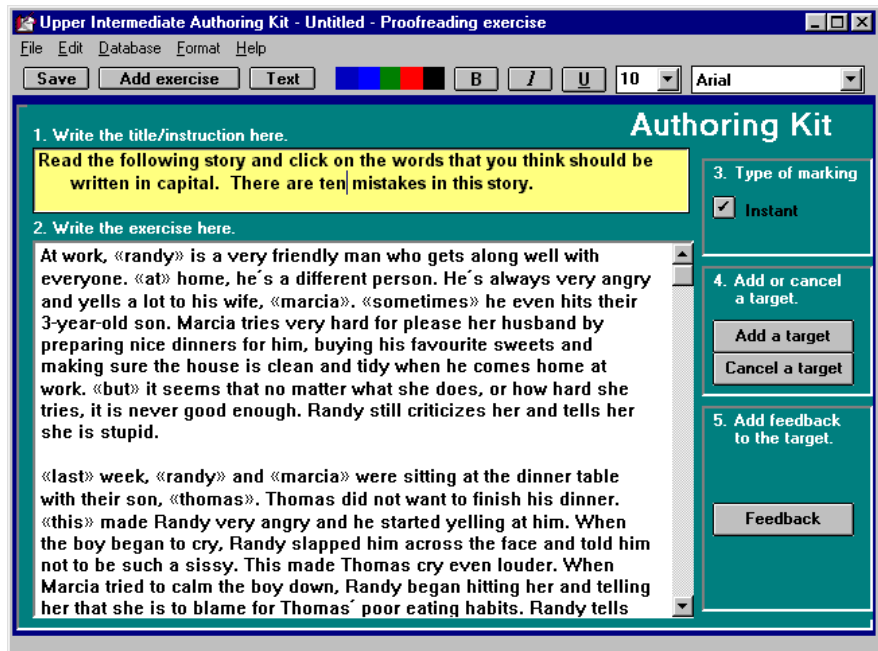 Upper Intermediate Authoring Kit - Untitled - Proofreading exercise
File Edit Database Format Help
Save Add exercise Text B I U 10 Arial
Authoring Kit
1. Write the title/instruction here.
Read the following story and click on the words that you think should be
written in capital. There are ten mistakes in this story.
2. Write the exercise here.
At work, «randy» is a very friendly man who gets along well with
everyone. «at» home, he´s a different person. He´s always very angry
and yells a lot to his wife, «marcia». «sometimes» he even hits their
3-year-old son. Marcia tries very hard for please her husband by
preparing nice dinners for him, buying his favourite sweets and
making sure the house is clean and tidy when he comes home at
work. «but» it seems that no matter what she does, or how hard she
tries, it is never good enough. Randy still criticizes her and tells her
she is stupid.
«last» week, «randy» and «marcia» were sitting at the dinner table
with their son, «thomas». Thomas did not want to finish his dinner.
«this» made Randy very angry and he started yelling at him. When
the boy began to cry, Randy slapped him across the face and told him
not to be such a sissy. This made Thomas cry even louder. When
Marcia tried to calm the boy down, Randy began hitting her and telling
her that she is to blame for Thomas´ poor eating habits. Randy tells
3. Type of marking
Instant
4. Add or cancel
a target.
Add a target
Cancel a target
5. Add feedback
to the target.
Feedback